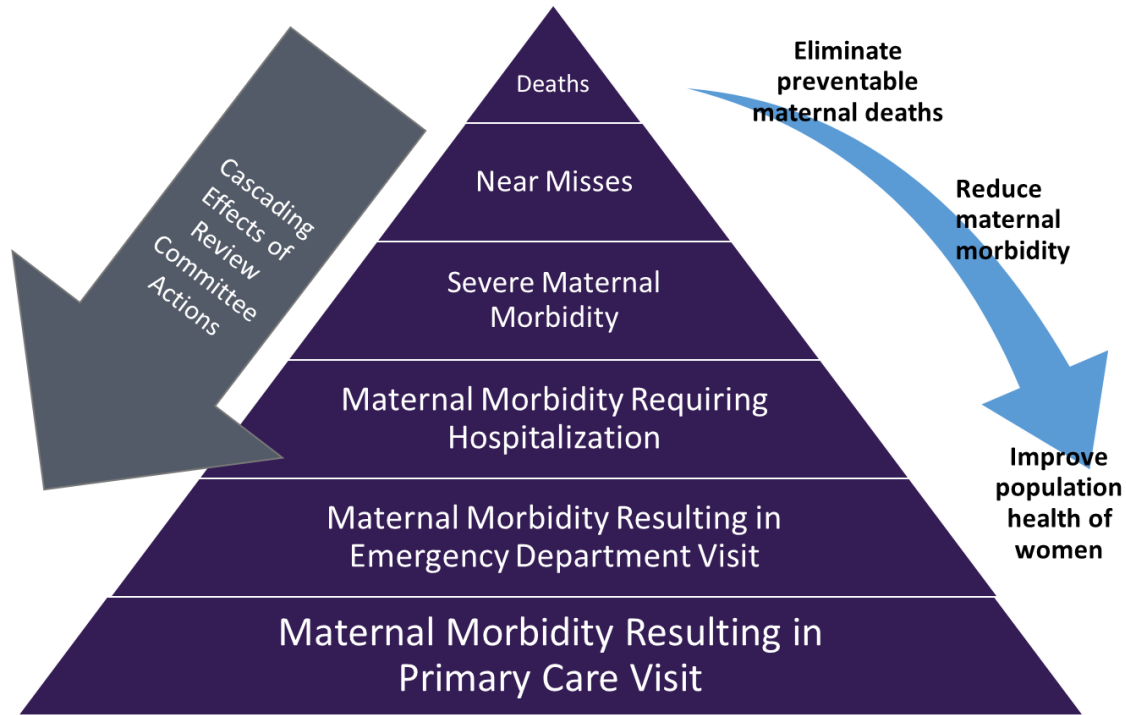 Deaths
Near Misses
Severe Maternal
Morbidity
Maternal Morbidity Requiring
Hospitalization
Maternal Morbidity Resulting in
Emergency Department Visit
Maternal Morbidity Resulting in
Primary Care Visit
Cascading
Effects of
Review
Committee
Actions
Eliminate
preventable
maternal deaths
Reduce
maternal
morbidity
Improve
population
health of
women